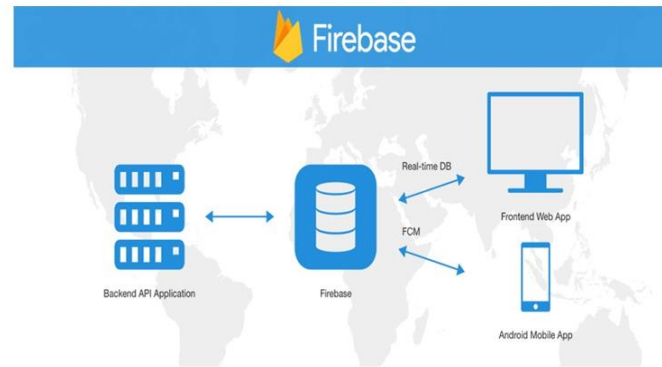 Firebase
Real-time DB
Frontend Web App
FCM
Backend API Application
Firebase
Android Mobile App